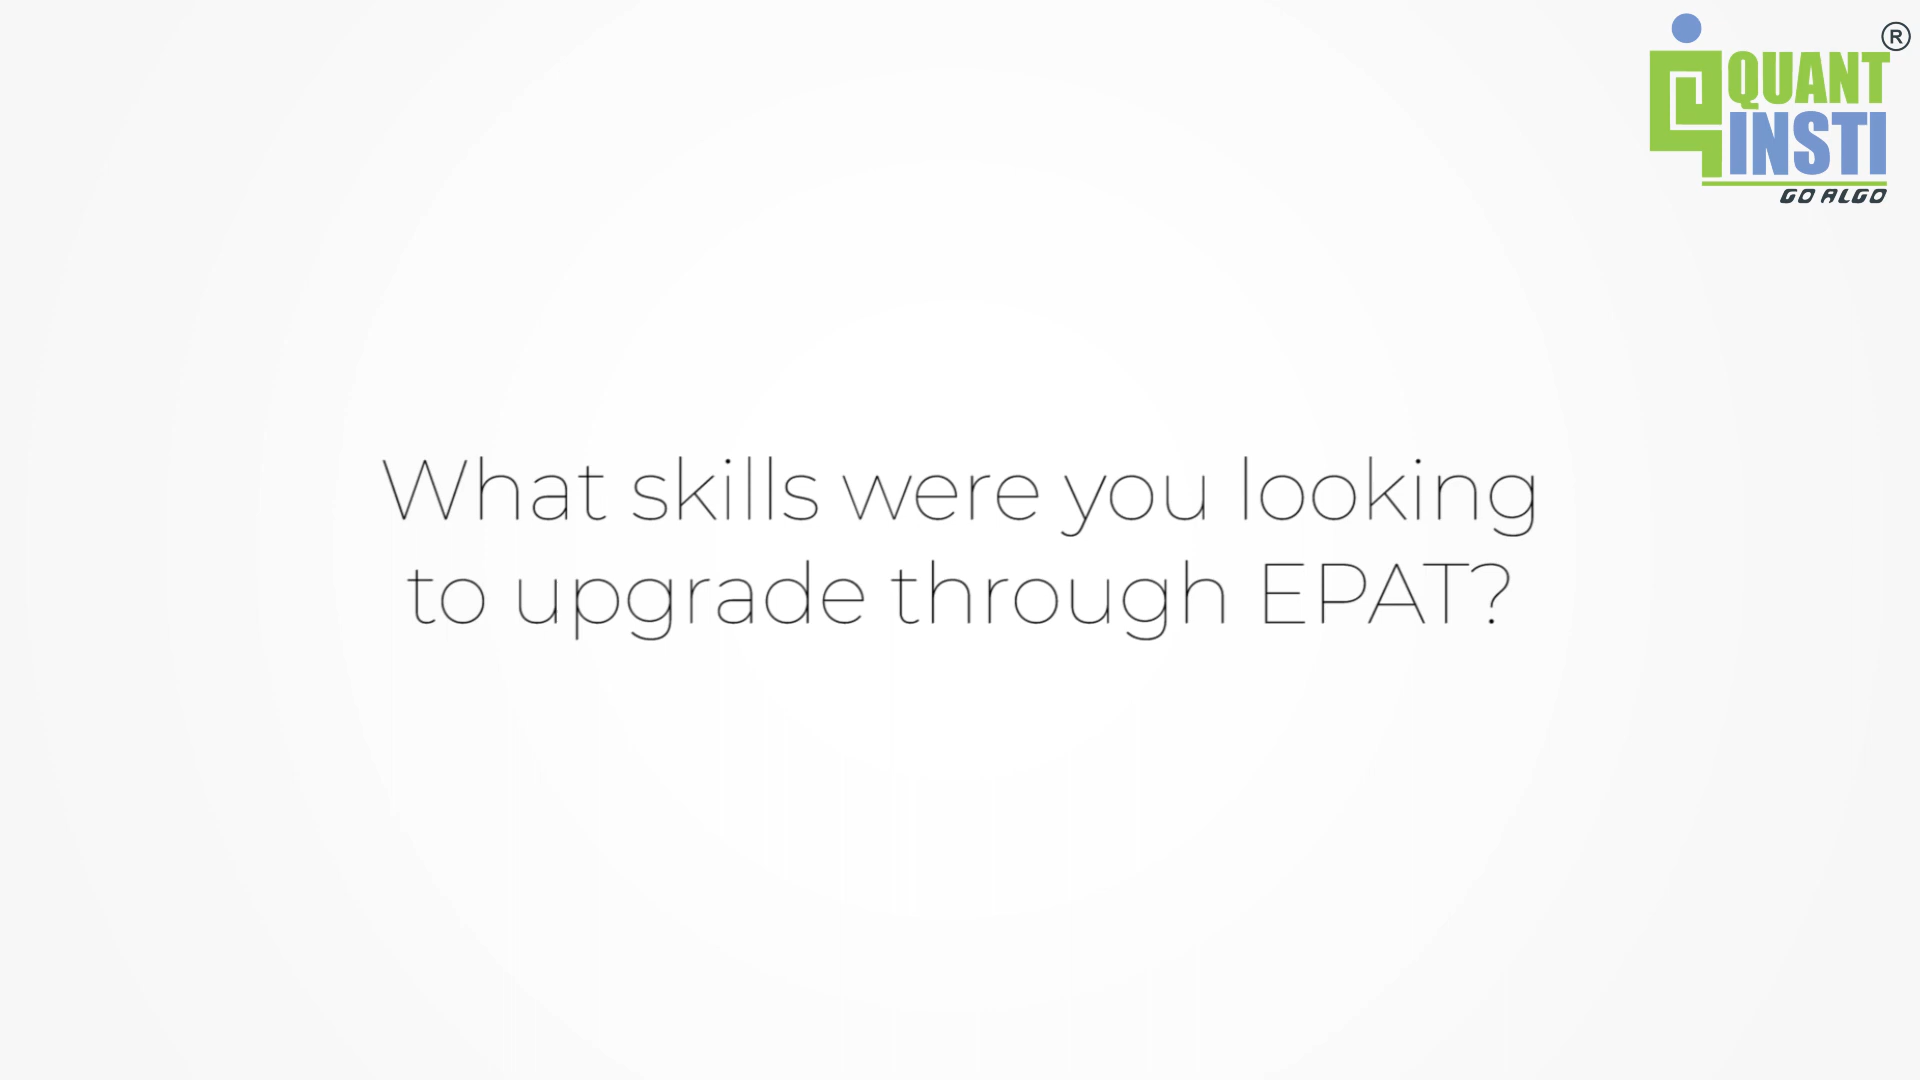 QUANT
INSTI
®
GO ALGO
What skills were you looking
to upgrade through EPAT?